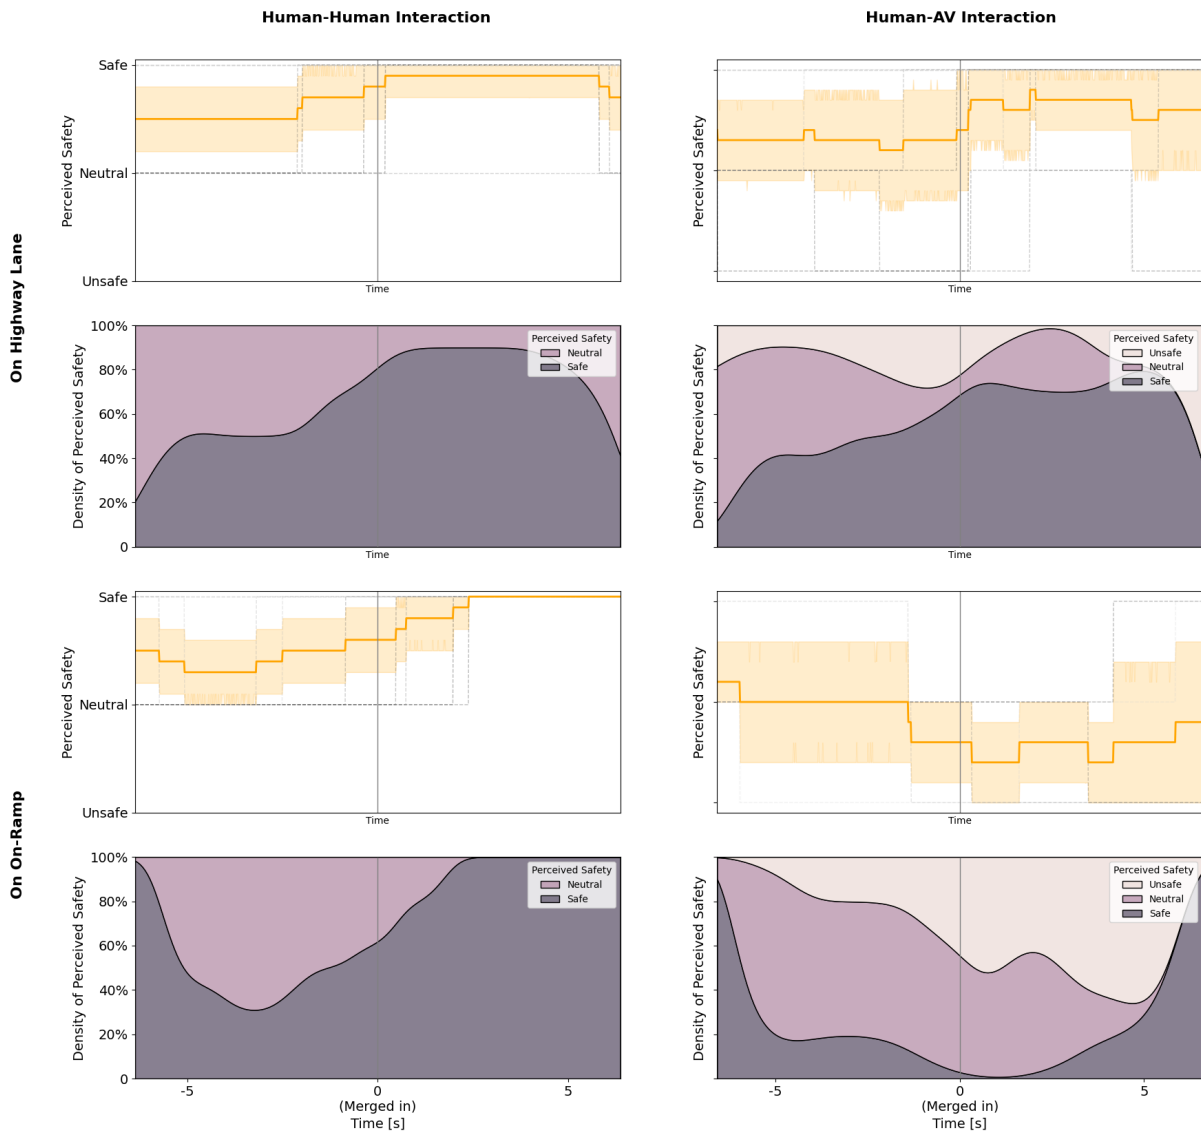 Human-Human Interaction
Human-AV Interaction
On Highway Lane
Perceived Safety
Safe
Neutral
Unsafe
Time
Perceived Safety
Time
Density of Perceived Safety
100%
80%
60%
40%
20%
0
Perceived Safety
Neutral
Safe
Time
Density of Perceived Safety
Perceived Safety
Unsafe
Neutral
Safe
Time
On On-Ramp
Perceived Safety
Safe
Neutral
Unsafe
Time
Perceived Safety
Time
Density of Perceived Safety
100%
80%
60%
40%
20%
0
Perceived Safety
Neutral
Safe
-5 0 5
(Merged in)
Time [s]
Density of Perceived Safety
Perceived Safety
Unsafe
Neutral
Safe
-5 0 5
(Merged in)
Time [s]